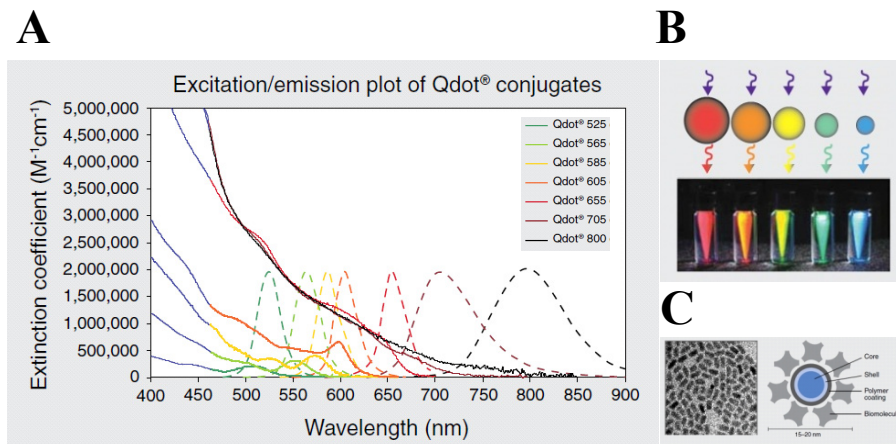 A
Excitation/emission plot of Qdot® conjugates
Extinction coefficient (M⁻¹cm⁻¹)
5,000,000
4,500,000
4,000,000
3,500,000
3,000,000
2,500,000
2,000,000
1,500,000
1,000,000
500,000
0
400 450 500 550 600 650 700 750 800 850 900
Wavelength (nm)
Qdot® 525
Qdot® 565
Qdot® 585
Qdot® 605
Qdot® 655
Qdot® 705
Qdot® 800
B
C
Core
Shell
Polymer
coating
Biomolecul
15–20 nm